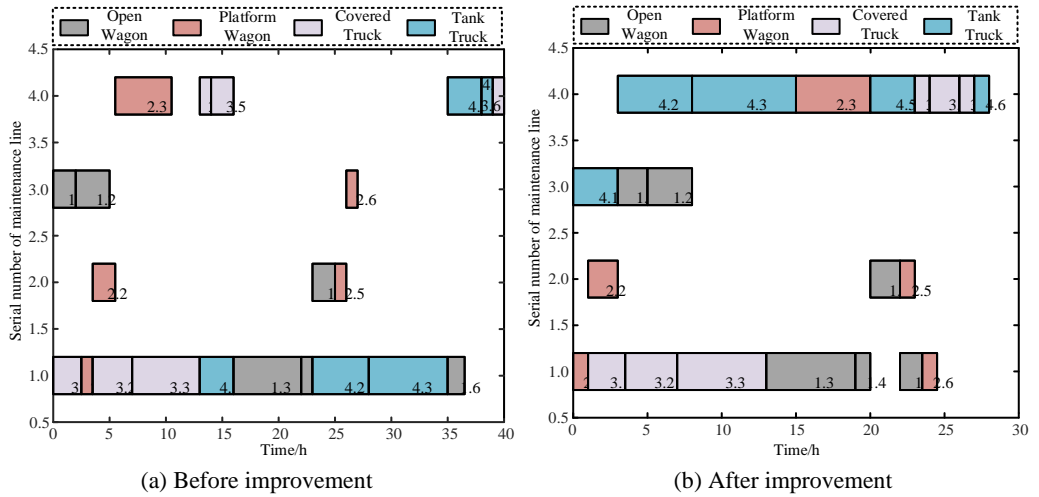 Open Wagon
Platform Wagon
Covered Truck
Tank Truck
Serial number of maintenance line
4.5
4.0
3.5
3.0
2.5
2.0
1.5
1.0
0.5
2.3
3.5
1.2
2.6
2.2
2.5
3.3
1.3
4.2
4.3
1.6
0 5 10 15 20 25 30 35 40
Time/h
(a) Before improvement
Open Wagon
Platform Wagon
Covered Truck
Tank Truck
Serial number of maintenance line
4.5
4.0
3.5
3.0
2.5
2.0
1.5
1.0
0.5
4.2 4.3 2.3 4.5 4.6
4.1 1.2
2.2 2.5
3.2 3.3 1.3 1.4 2.6
0 5 10 15 20 25 30
Time/h
(b) After improvement